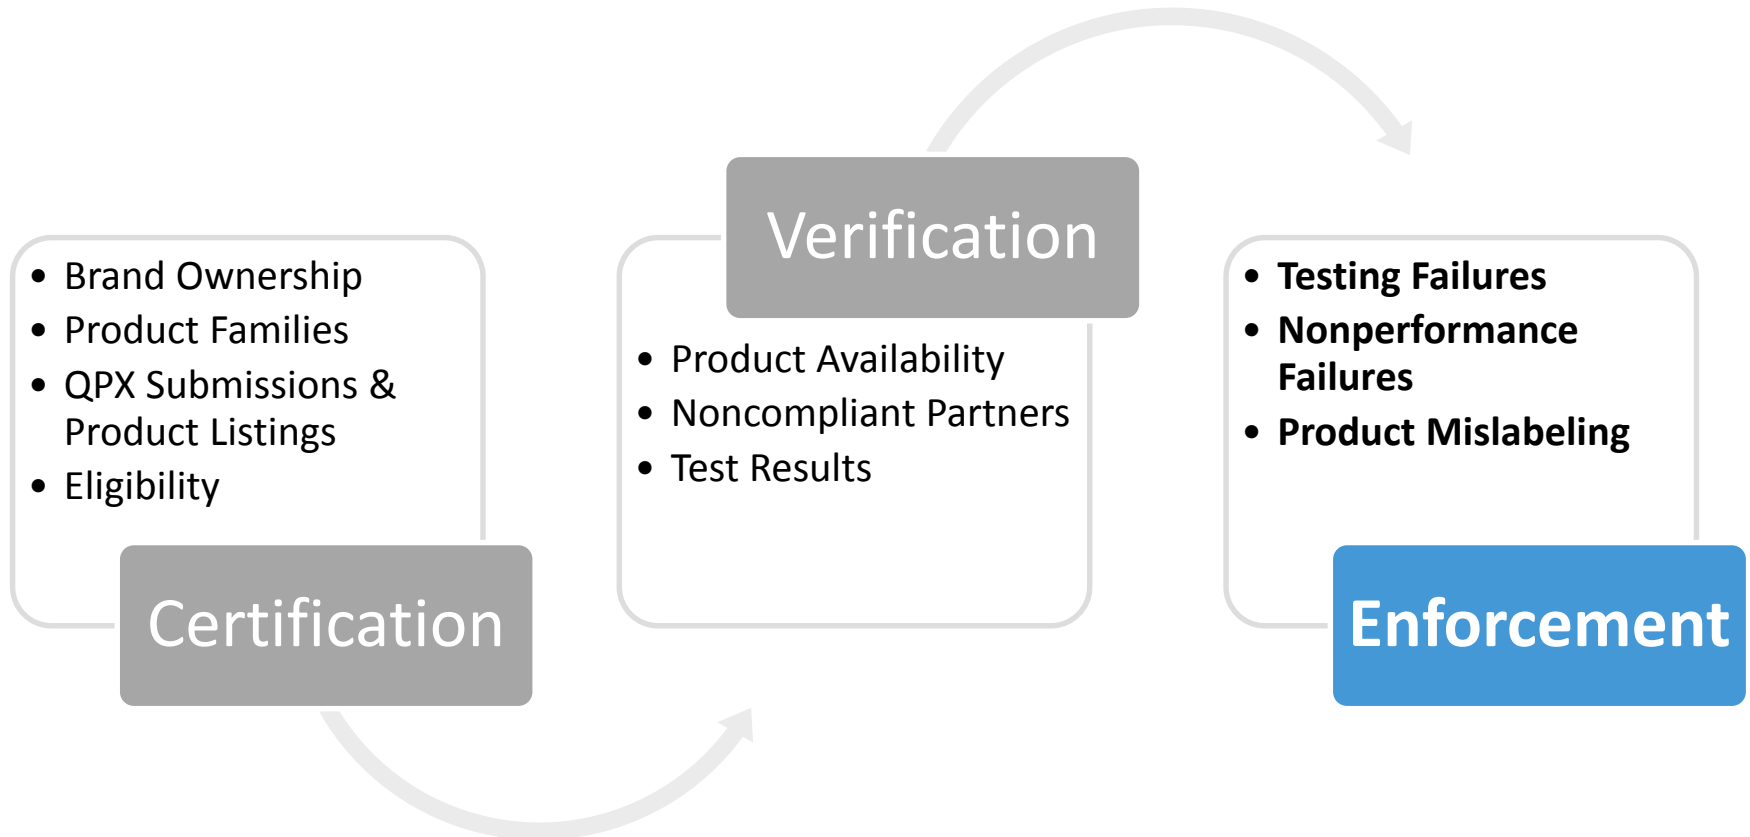 • Brand Ownership
• Product Families
• QPX Submissions &
Product Listings
• Eligibility
Certification
Verification
• Product Availability
• Noncompliant Partners
• Test Results
• Testing Failures
• Nonperformance
Failures
• Product Mislabeling
Enforcement